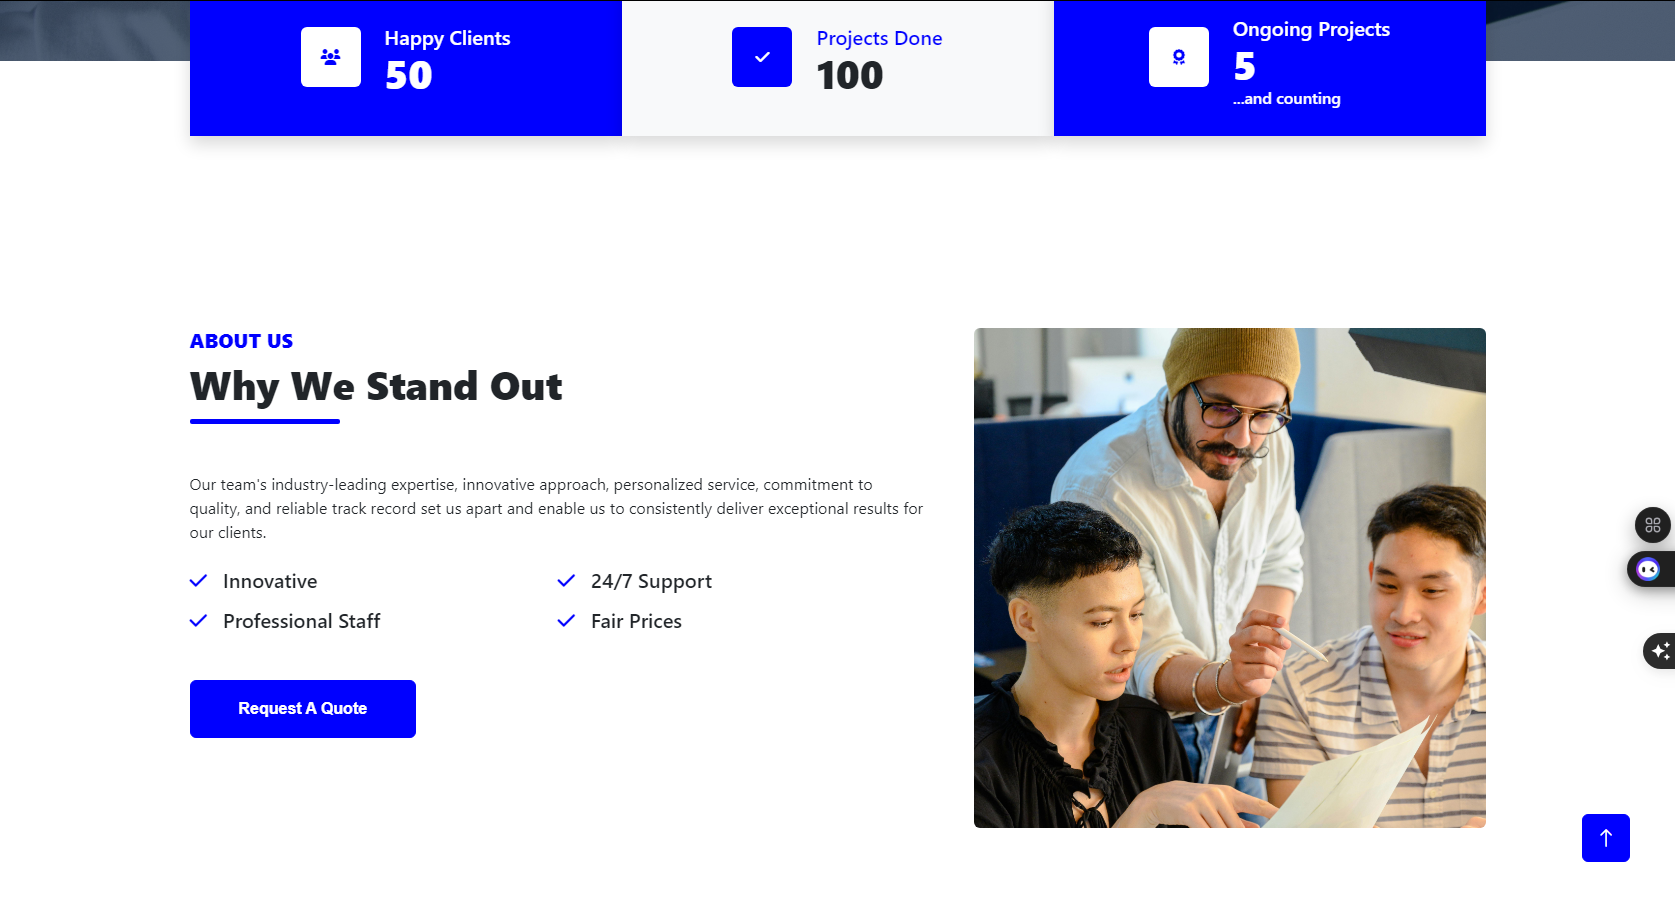 Happy Clients
50
Projects Done
100
Ongoing Projects
5
...and counting
ABOUT US
Why We Stand Out
Our team's industry-leading expertise, innovative approach, personalized service, commitment to
quality, and reliable track record set us apart and enable us to consistently deliver exceptional results for
our clients.
Innovative
24/7 Support
Professional Staff
Fair Prices
Request A Quote